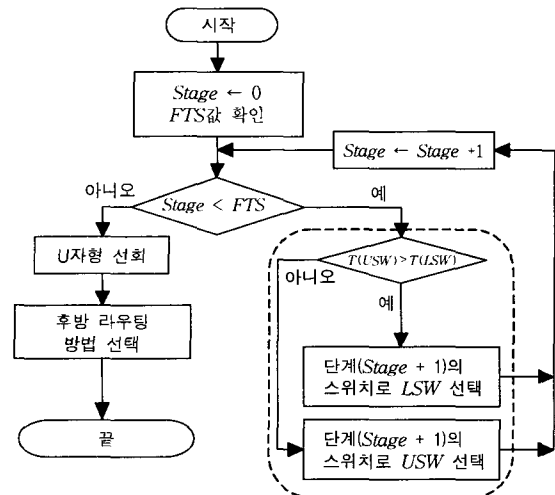 시작
Stage ← 0
FTS값 확인
Stage ← Stage +1
아니오
Stage < FTS
예
U자형 선회
T(USW)>T(LSW)
아니오
예
후방 라우팅
방법 선택
단계(Stage + 1)의
스위치로 LSW 선택
끝
단계(Stage + 1)의
스위치로 USW 선택